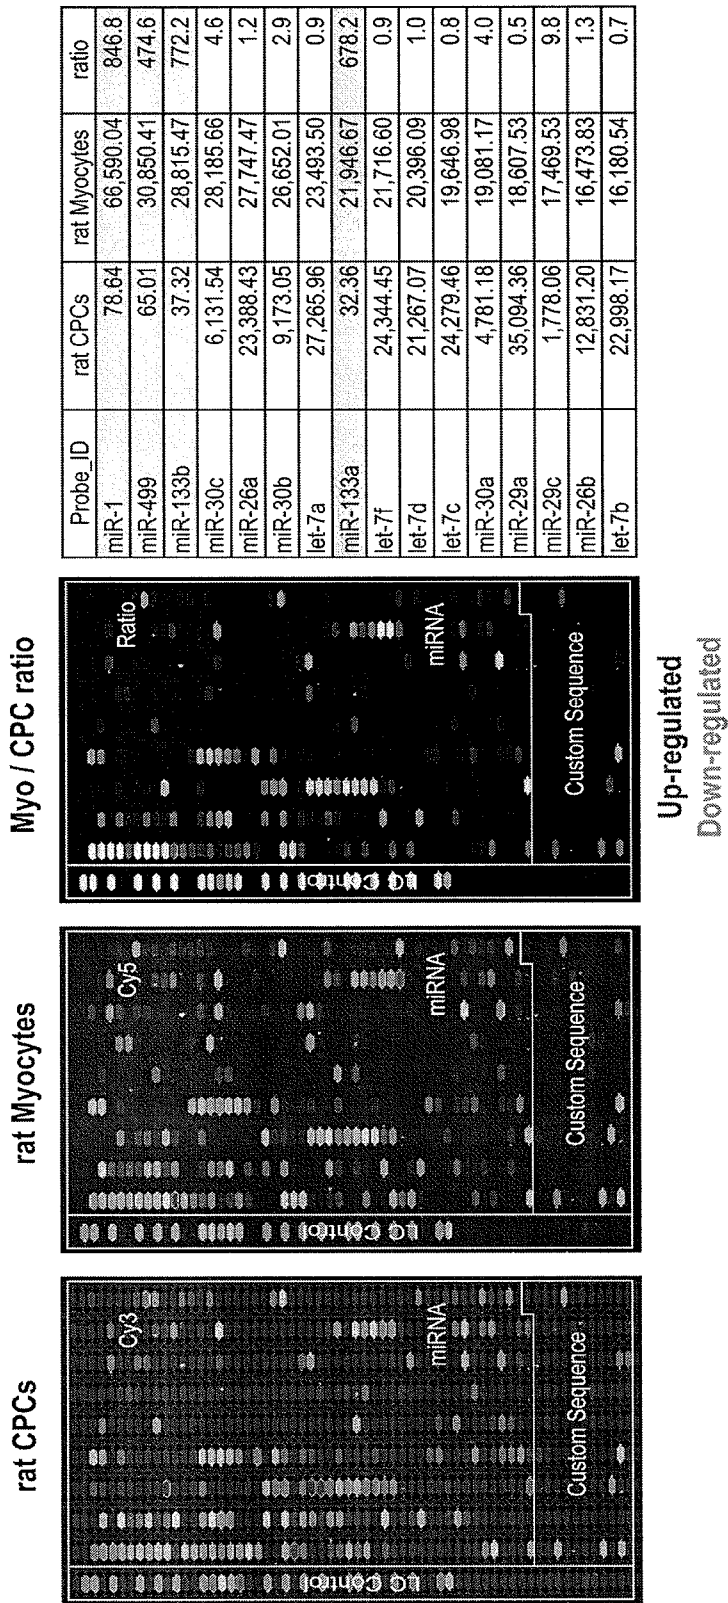 rat CPCs
Cy3
miRNA
LC Control
Custom Sequence
rat Myocytes
Cy5
miRNA
LC Control
Custom Sequence
Myo / CPC ratio
Ratio
miRNA
LC Control
Custom Sequence
Up-regulated
Down-regulated
Probe_ID rat CPCs rat Myocytes ratio
miR-1 78.64 66,590.04 846.8
miR-499 65.01 30,850.41 474.6
miR-133b 37.32 28,815.47 772.2
miR-30c 6,131.54 28,185.66 4.6
miR-26a 23,388.43 27,747.47 1.2
miR-30b 9,173.05 26,652.01 2.9
let-7a 27,265.96 23,493.50 0.9
miR-133a 32.36 21,946.67 678.2
let-7f 24,344.45 21,716.60 0.9
let-7d 21,267.07 20,396.09 1.0
let-7c 24,279.46 19,646.98 0.8
miR-30a 4,781.18 19,081.17 4.0
miR-29a 35,094.36 18,607.53 0.5
miR-29c 1,778.06 17,469.53 9.8
miR-26b 12,831.20 16,473.83 1.3
let-7b 22,998.17 16,180.54 0.7